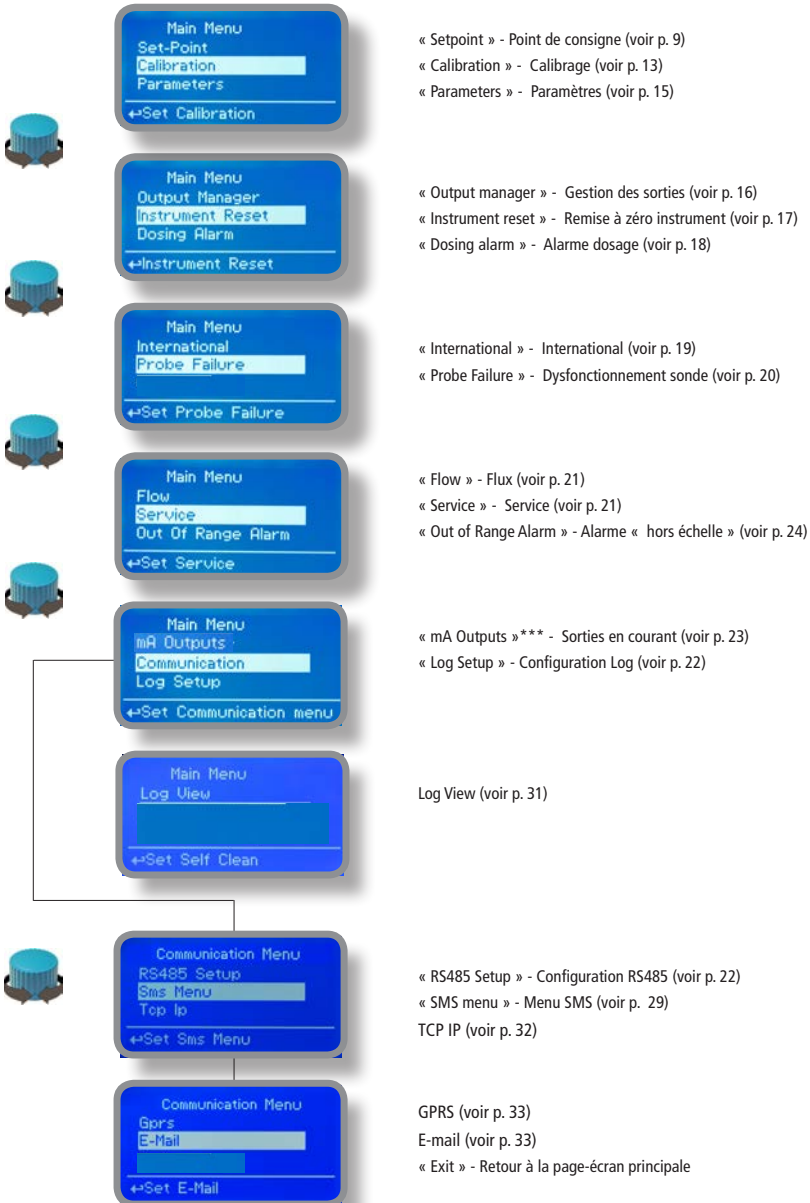 Main Menu
Set-Point
Calibration
Parameters
↵Set Calibration
« Setpoint » - Point de consigne (voir p. 9)
« Calibration » - Calibrage (voir p. 13)
« Parameters » - Paramètres (voir p. 15)
Main Menu
Output Manager
Instrument Reset
Dosing Alarm
↵Instrument Reset
« Output manager » - Gestion des sorties (voir p. 16)
« Instrument reset » - Remise à zéro instrument (voir p. 17)
« Dosing alarm » - Alarme dosage (voir p. 18)
Main Menu
International
Probe Failure
↵Set Probe Failure
« International » - International (voir p. 19)
« Probe Failure » - Dysfonctionnement sonde (voir p. 20)
Main Menu
Flow
Service
Out Of Range Alarm
↵Set Service
« Flow » - Flux (voir p. 21)
« Service » - Service (voir p. 21)
« Out of Range Alarm » - Alarme « hors échelle » (voir p. 24)
Main Menu
mA Outputs
Communication
Log Setup
↵Set Communication menu
« mA Outputs »*** - Sorties en courant (voir p. 23)
« Log Setup » - Configuration Log (voir p. 22)
Main Menu
Log View
↵Set Self Clean
Log View (voir p. 31)
Communication Menu
RS485 Setup
Sms Menu
Tcp Ip
↵Set Sms Menu
« RS485 Setup » - Configuration RS485 (voir p. 22)
« SMS menu » - Menu SMS (voir p. 29)
TCP IP (voir p. 32)
Communication Menu
Gprs
E-Mail
↵Set E-Mail
GPRS (voir p. 33)
E-mail (voir p. 33)
« Exit » - Retour à la page-écran principale